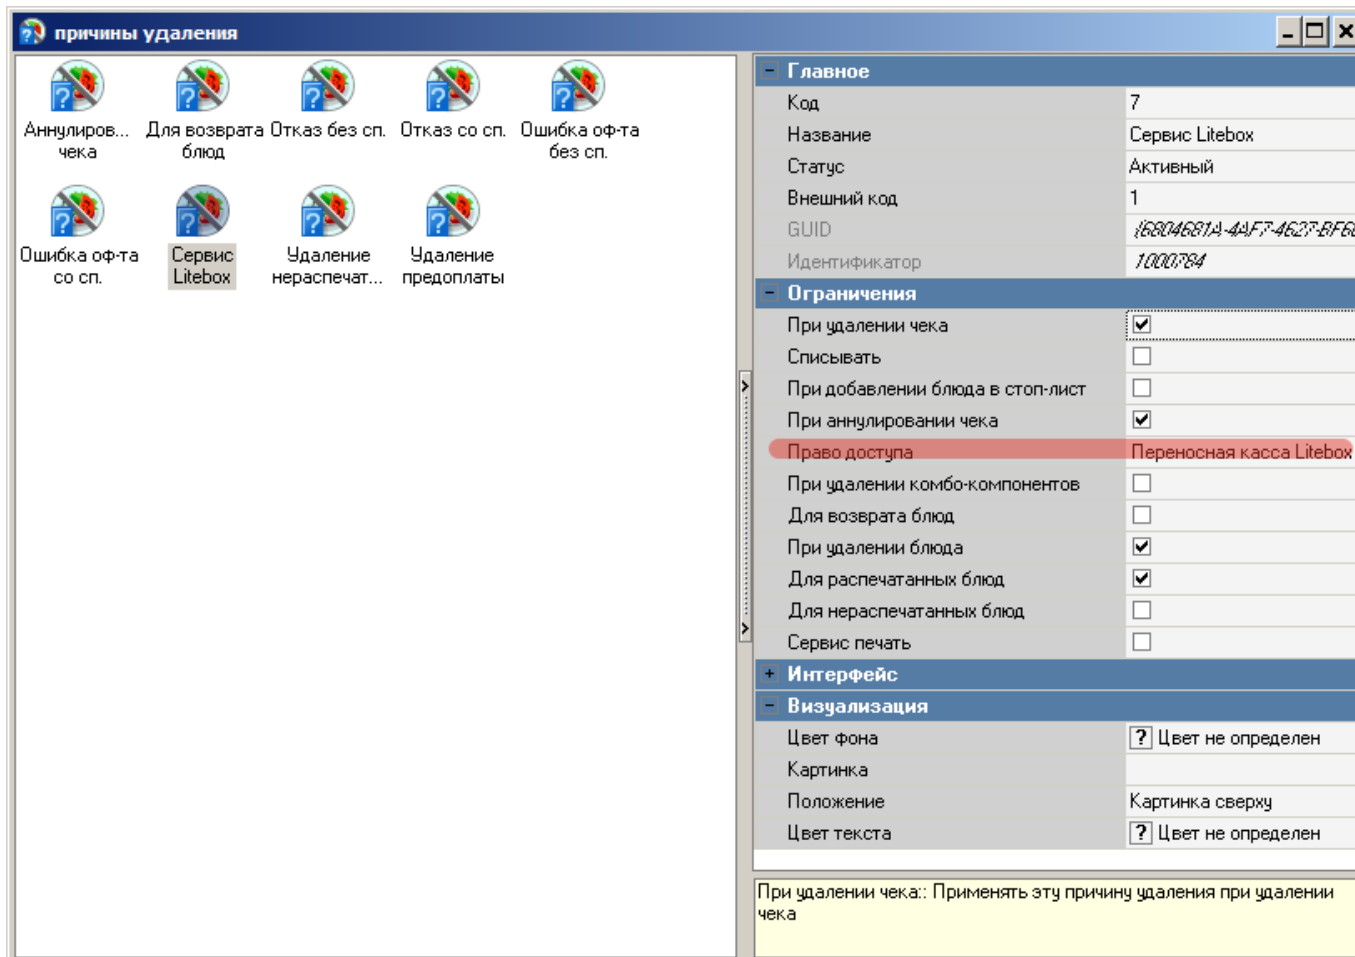 причины удаления
Аннулиров... чека
Для возврата блюд
Отказ без сп.
Отказ со сп.
Ошибка оф-та без сп.
Ошибка оф-та со сп.
Сервис Litebox
Удаление нераспечат...
Удаление предоплаты
Главное
Код 7
Название Сервис Litebox
Статус Активный
Внешний код 1
GUID {6804681A-4AF7-4627-BF6
Идентификатор 1000784
Ограничения
При удалении чека
Списывать
При добавлении блюда в стоп-лист
При аннулировании чека
Право доступа Переносная касса Litebox
При удалении комбо-компонентов
Для возврата блюд
При удалении блюда
Для распечатанных блюд
Для нераспечатанных блюд
Сервис печать
Интерфейс
Визуализация
Цвет фона ? Цвет не определен
Картинка
Положение Картинка сверху
Цвет текста ? Цвет не определен
При удалении чека:: Применять эту причину удаления при удалении
чека